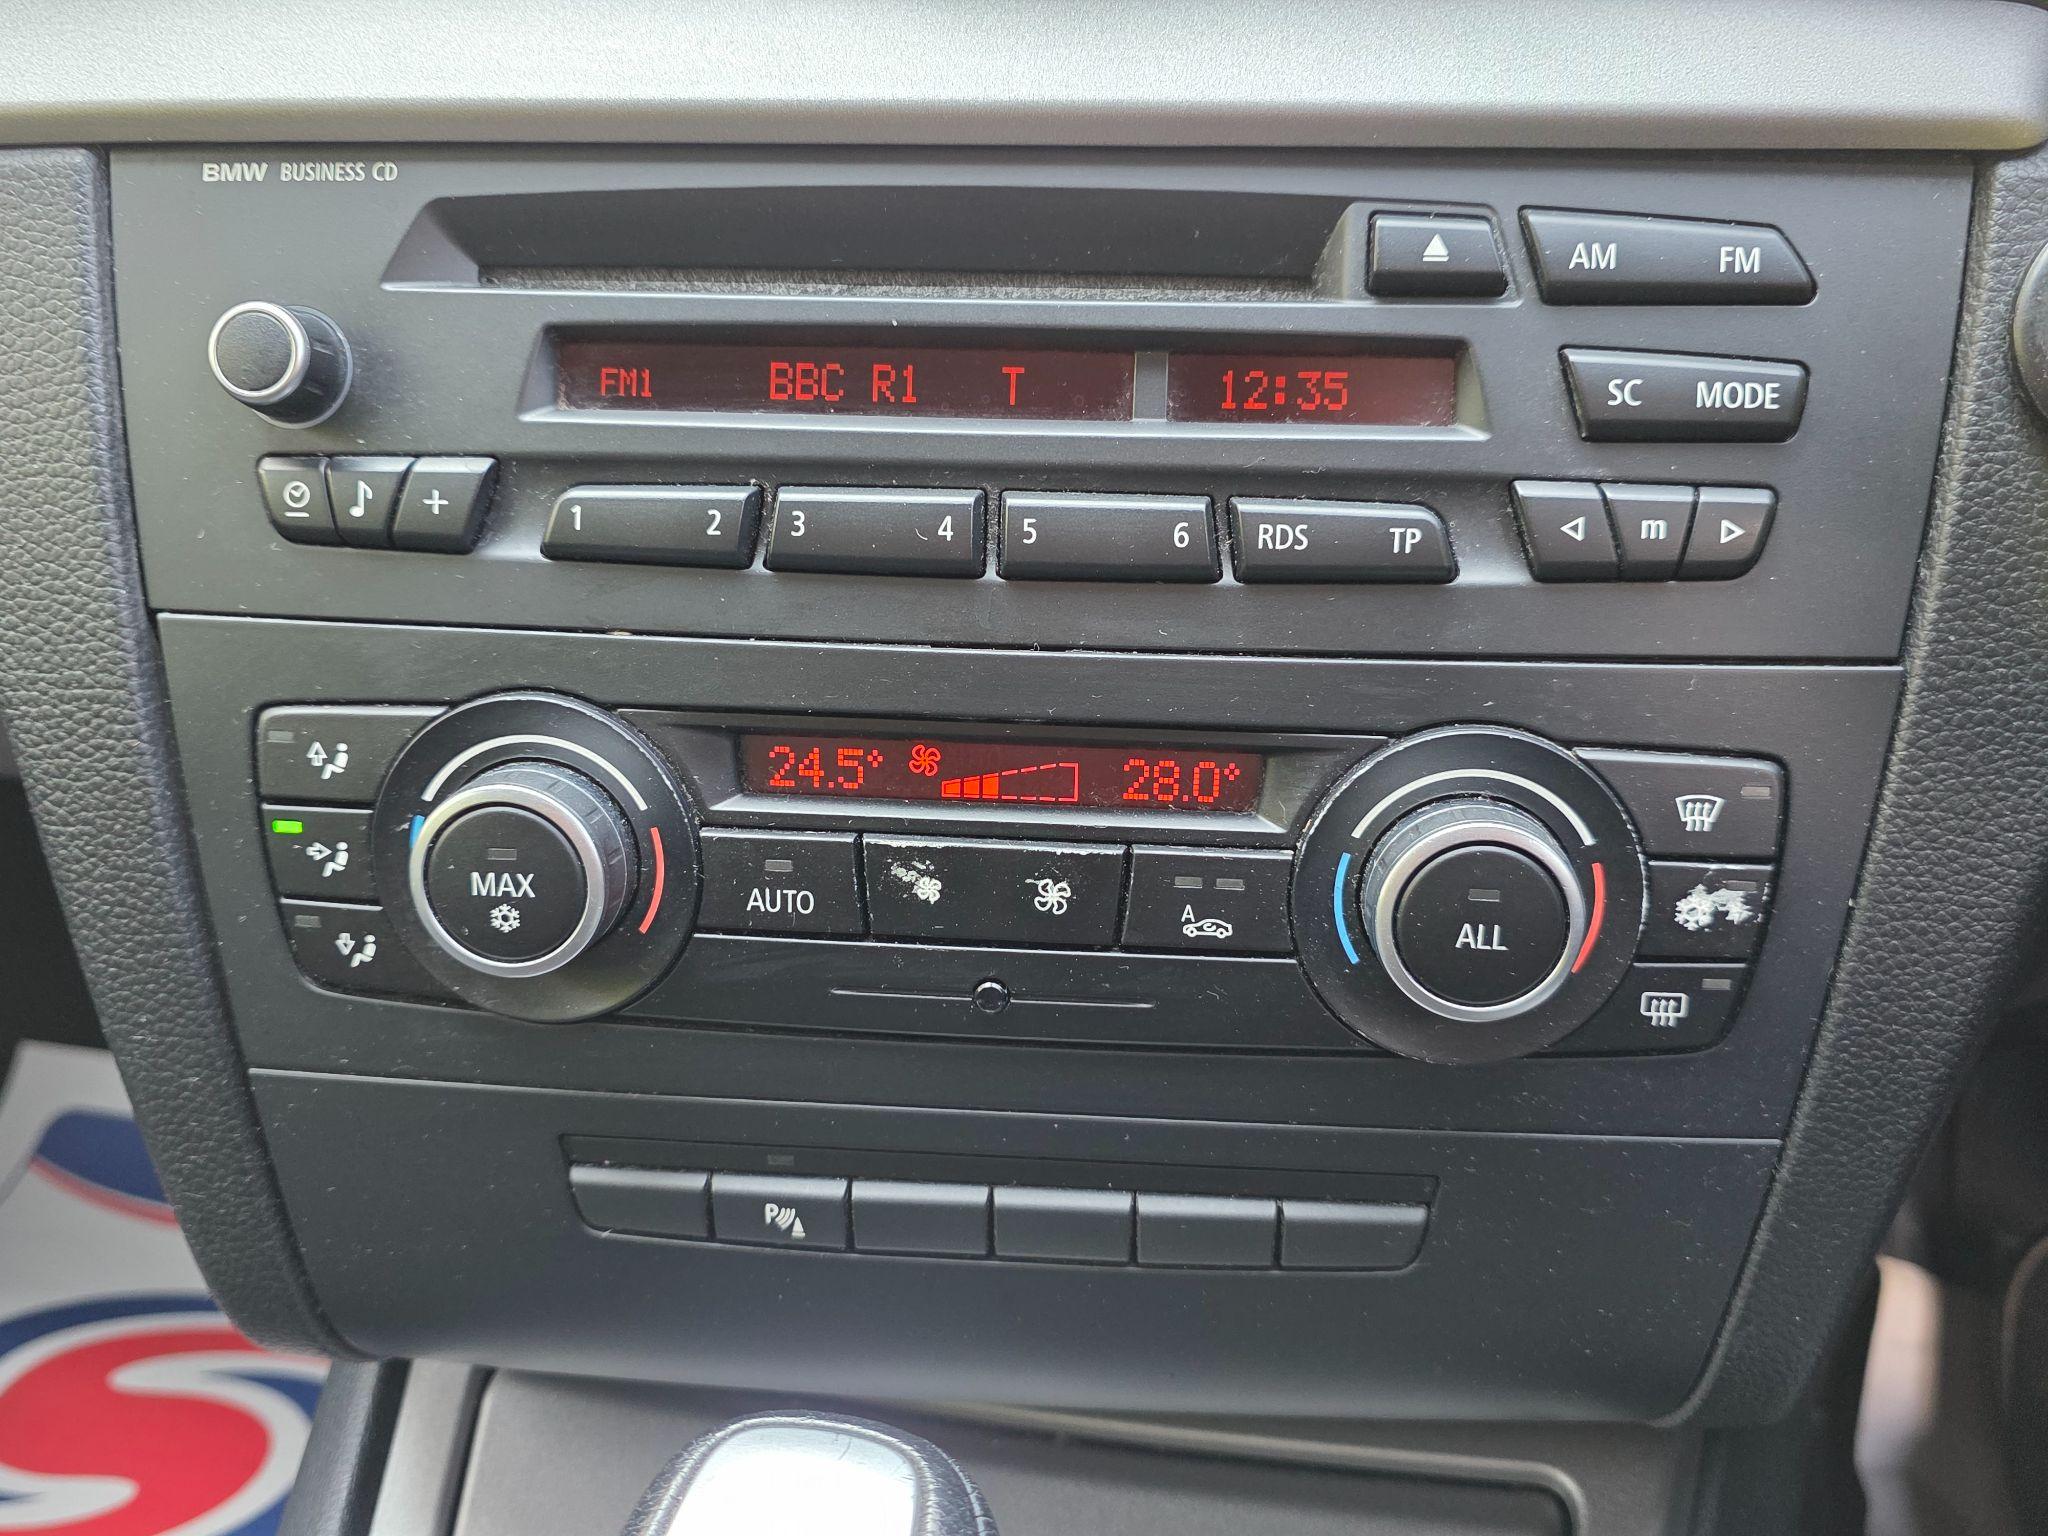 BMW BUSINESS CD
AM FM
FM1 BBC R1 T 12:35
SC MODE
1 2 3 4 5 6 RDS TP m
24.5° 28.0°
MAX AUTO A ALL
P